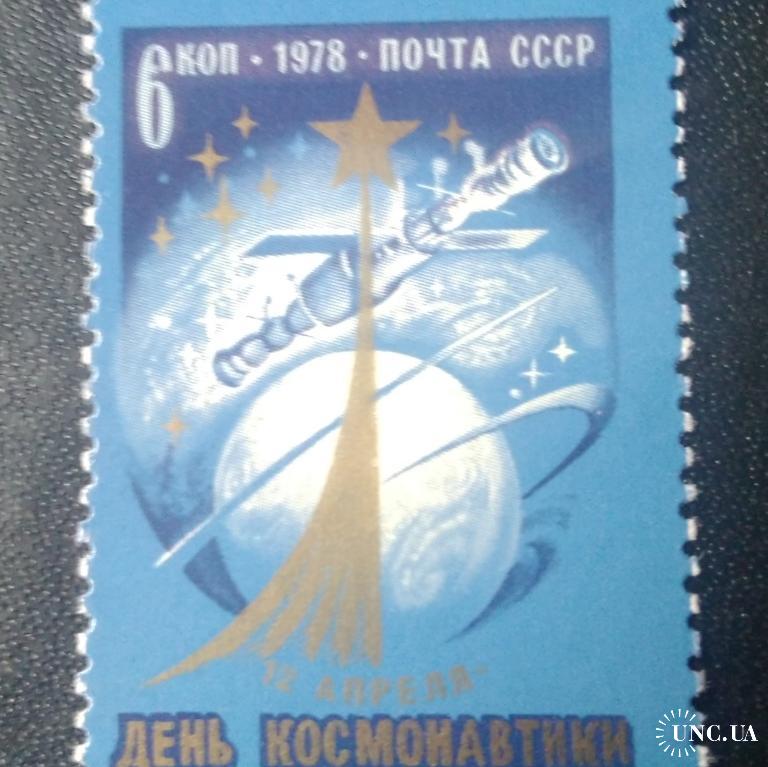 6 КОП · 1978 · ПОЧТА СССР
12 АПРЕЛЯ-
ДЕНЬ КОСМОНАВТИКИ
UNC.UA